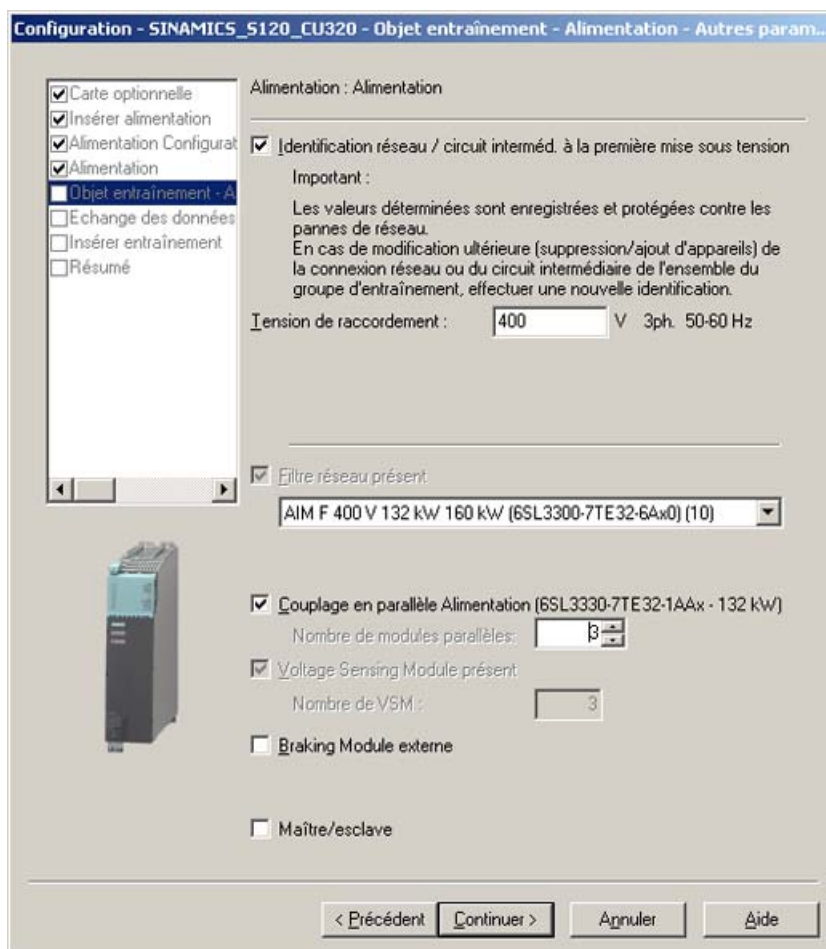 Configuration - SINAMICS_S120_CU320 - Objet entraînement - Alimentation - Autres param...
Carte optionnelle
Insérer alimentation
Alimentation Configurat
Alimentation
Objet entraînement - A
Echange des données
Insérer entraînement
Résumé
Alimentation : Alimentation
Identification réseau / circuit interméd. à la première mise sous tension
Important :
Les valeurs déterminées sont enregistrées et protégées contre les
pannes de réseau.
En cas de modification ultérieure (suppression/ajout d'appareils) de
la connexion réseau ou du circuit intermédiaire de l'ensemble du
groupe d'entraînement, effectuer une nouvelle identification.
Tension de raccordement : 400 V 3ph. 50-60 Hz
Filtre réseau présent
AIM F 400 V 132 kW 160 kW (6SL3300-7TE32-6Ax0) (10)
Couplage en parallèle Alimentation (6SL3330-7TE32-1AAx - 132 kW)
Nombre de modules parallèles: 3
Voltage Sensing Module présent
Nombre de VSM : 3
Braking Module externe
Maître/esclave
< Précédent Continuer > Annuler Aide